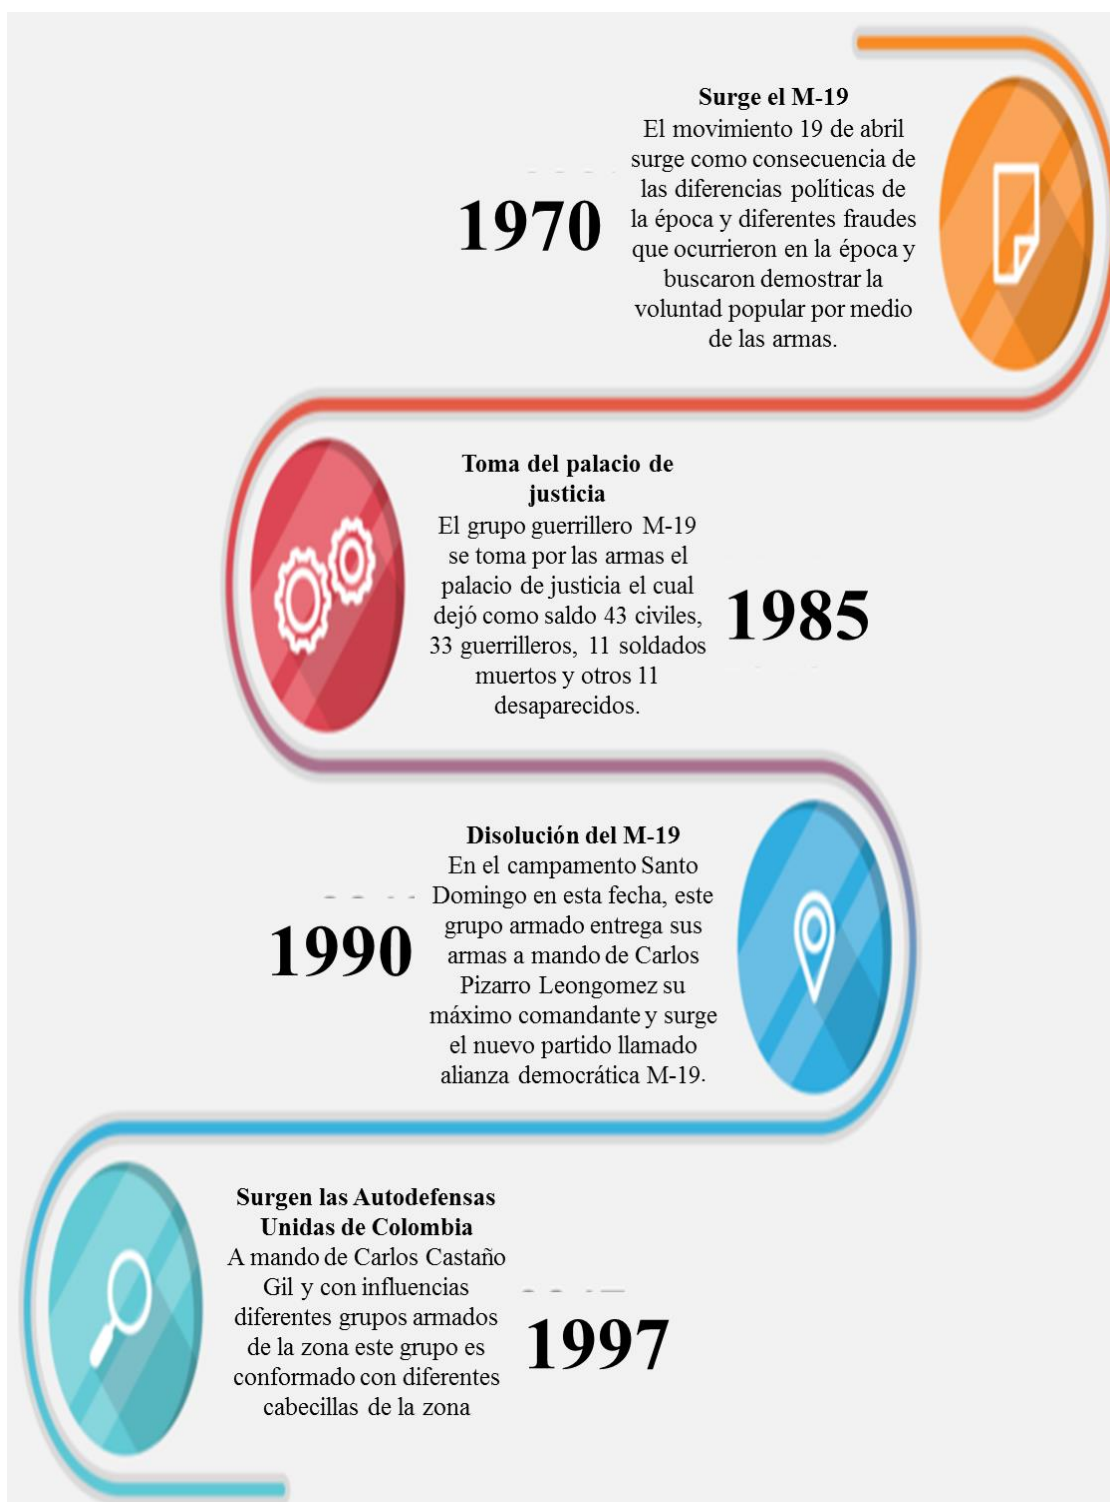 Surge el M-19
El movimiento 19 de abril
surge como consecuencia de
las diferencias políticas de
la época y diferentes fraudes
que ocurrieron en la época y
buscaron demostrar la
voluntad popular por medio
de las armas.
1970
Toma del palacio de
justicia
El grupo guerrillero M-19
se toma por las armas el
palacio de justicia el cual
dejó como saldo 43 civiles,
33 guerrilleros, 11 soldados
muertos y otros 11
desaparecidos.
1985
Disolución del M-19
En el campamento Santo
Domingo en esta fecha, este
grupo armado entrega sus
armas a mando de Carlos
Pizarro Leongomez su
máximo comandante y surge
el nuevo partido llamado
alianza democrática M-19.
1990
Surgen las Autodefensas
Unidas de Colombia
A mando de Carlos Castaño
Gil y con influencias
diferentes grupos armados
de la zona este grupo es
conformado con diferentes
cabecillas de la zona
1997